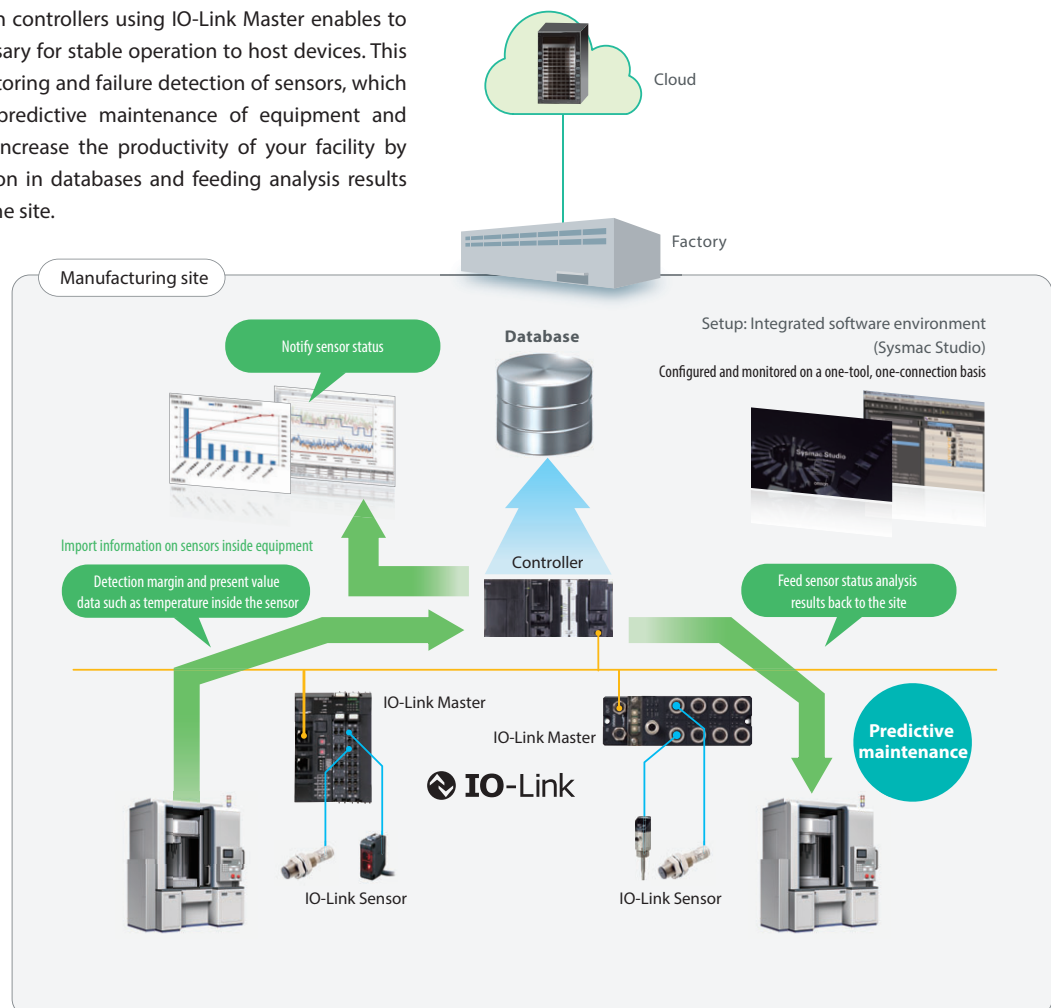 n controllers using IO-Link Master enables to
sary for stable operation to host devices. This
toring and failure detection of sensors, which
predictive maintenance of equipment and
ncrease the productivity of your facility by
on in databases and feeding analysis results
ne site.
Cloud
Factory
Manufacturing site
Notify sensor status
Database
Setup: Integrated software environment
(Sysmac Studio)
Configured and monitored on a one-tool, one-connection basis
Sysmac Studio
Import information on sensors inside equipment
Detection margin and present value
data such as temperature inside the sensor
Controller
Feed sensor status analysis
results back to the site
IO-Link Master
IO-Link Master
Predictive
maintenance
IO-Link
IO-Link Sensor
IO-Link Sensor